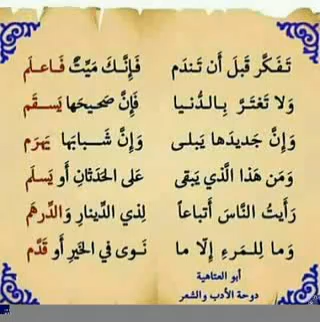 تَفَكَّر قَبلَ أَن تَندَم فَإِنَّكَ مَيِّتٌ فَاعلَم
وَلا تَغتَرَّ بِالدُنيا فَإِنَّ صَحيحَها يَسقَم
وَإِنَّ جَديدَها يَبلى وَإِنَّ شَبابَها يَهرَم
وَمَن هَذا الَّذي يَبقى عَلى الحَدَثانِ أَو يَسلَم
رَأَيتُ النَّاسَ أَتباعاً لِذي الدِّينارِ وَالدِّرهَم
وَما لِلمَرءِ إِلّا ما نَوى في الخَيرِ أَو قَدَّم
أبو العتاهية
دوحة الأدب والشعر